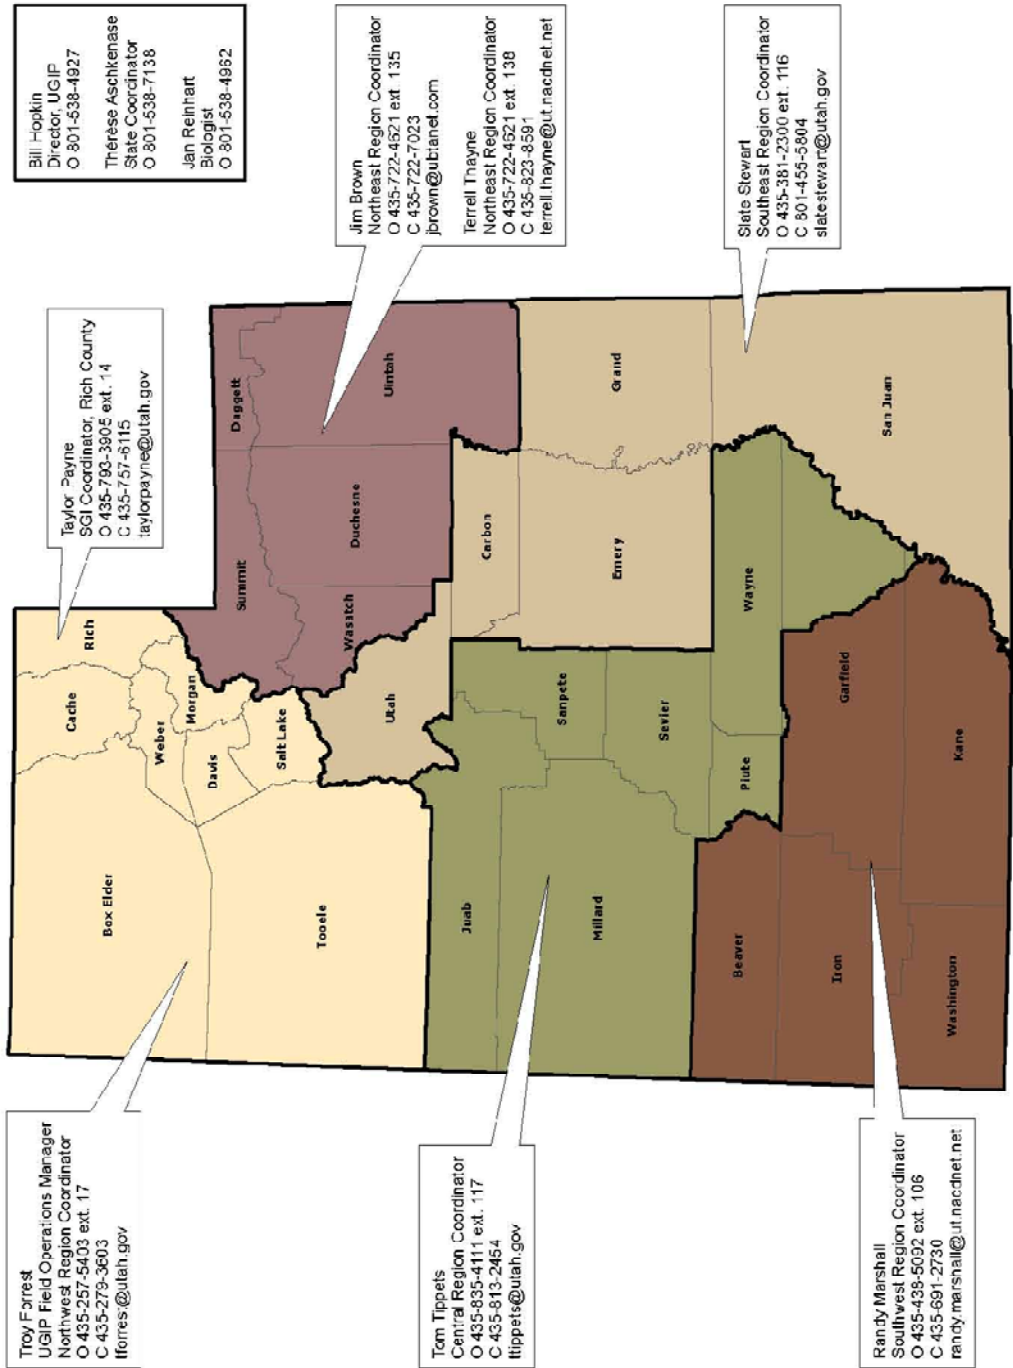 Bill Hopkin
Director, UGIP
O 801-538-4927
Thérèse Aschkenase
State Coordinator
O 801-538-7138
Jan Reinhart
Biologist
O 801-538-4962
Taylor Payne
SGI Coordinator, Rich County
O 435-793-3905 ext. 14
C 435-757-6115
taylorpayne@utah.gov
Jim Brown
Northeast Region Coordinator
O 435-722-4621 ext. 135
C 435-722-7023
jbrown@ubtanet.com
Terrell Thayne
Northeast Region Coordinator
O 435-722-4621 ext. 138
C 435-823-8591
terrell.thayne@ut.nacdnet.net
Slate Stewart
Southeast Region Coordinator
O 435-381-2300 ext. 116
C 801-455-5804
slatestewart@utah.gov
Troy Forrest
UGIP Field Operations Manager
Northwest Region Coordinator
O 435-257-5403 ext. 17
C 435-279-3603
tforrest@utah.gov
Tom Tippets
Central Region Coordinator
O 435-835-4111 ext. 117
C 435-813-2454
ttippets@utah.gov
Randy Marshall
Southwest Region Coordinator
O 435-438-5092 ext. 106
C 435-691-2730
randy.marshall@ut.nacdnet.net
Box Elder
Cache
Rich
Weber
Morgan
Davis
Salt Lake
Tooele
Summit
Daggett
Wasatch
Duchesne
Uintah
Utah
Carbon
Juab
Sanpete
Millard
Sevier
Emery
Grand
Beaver
Piute
Wayne
Iron
Garfield
San Juan
Washington
Kane